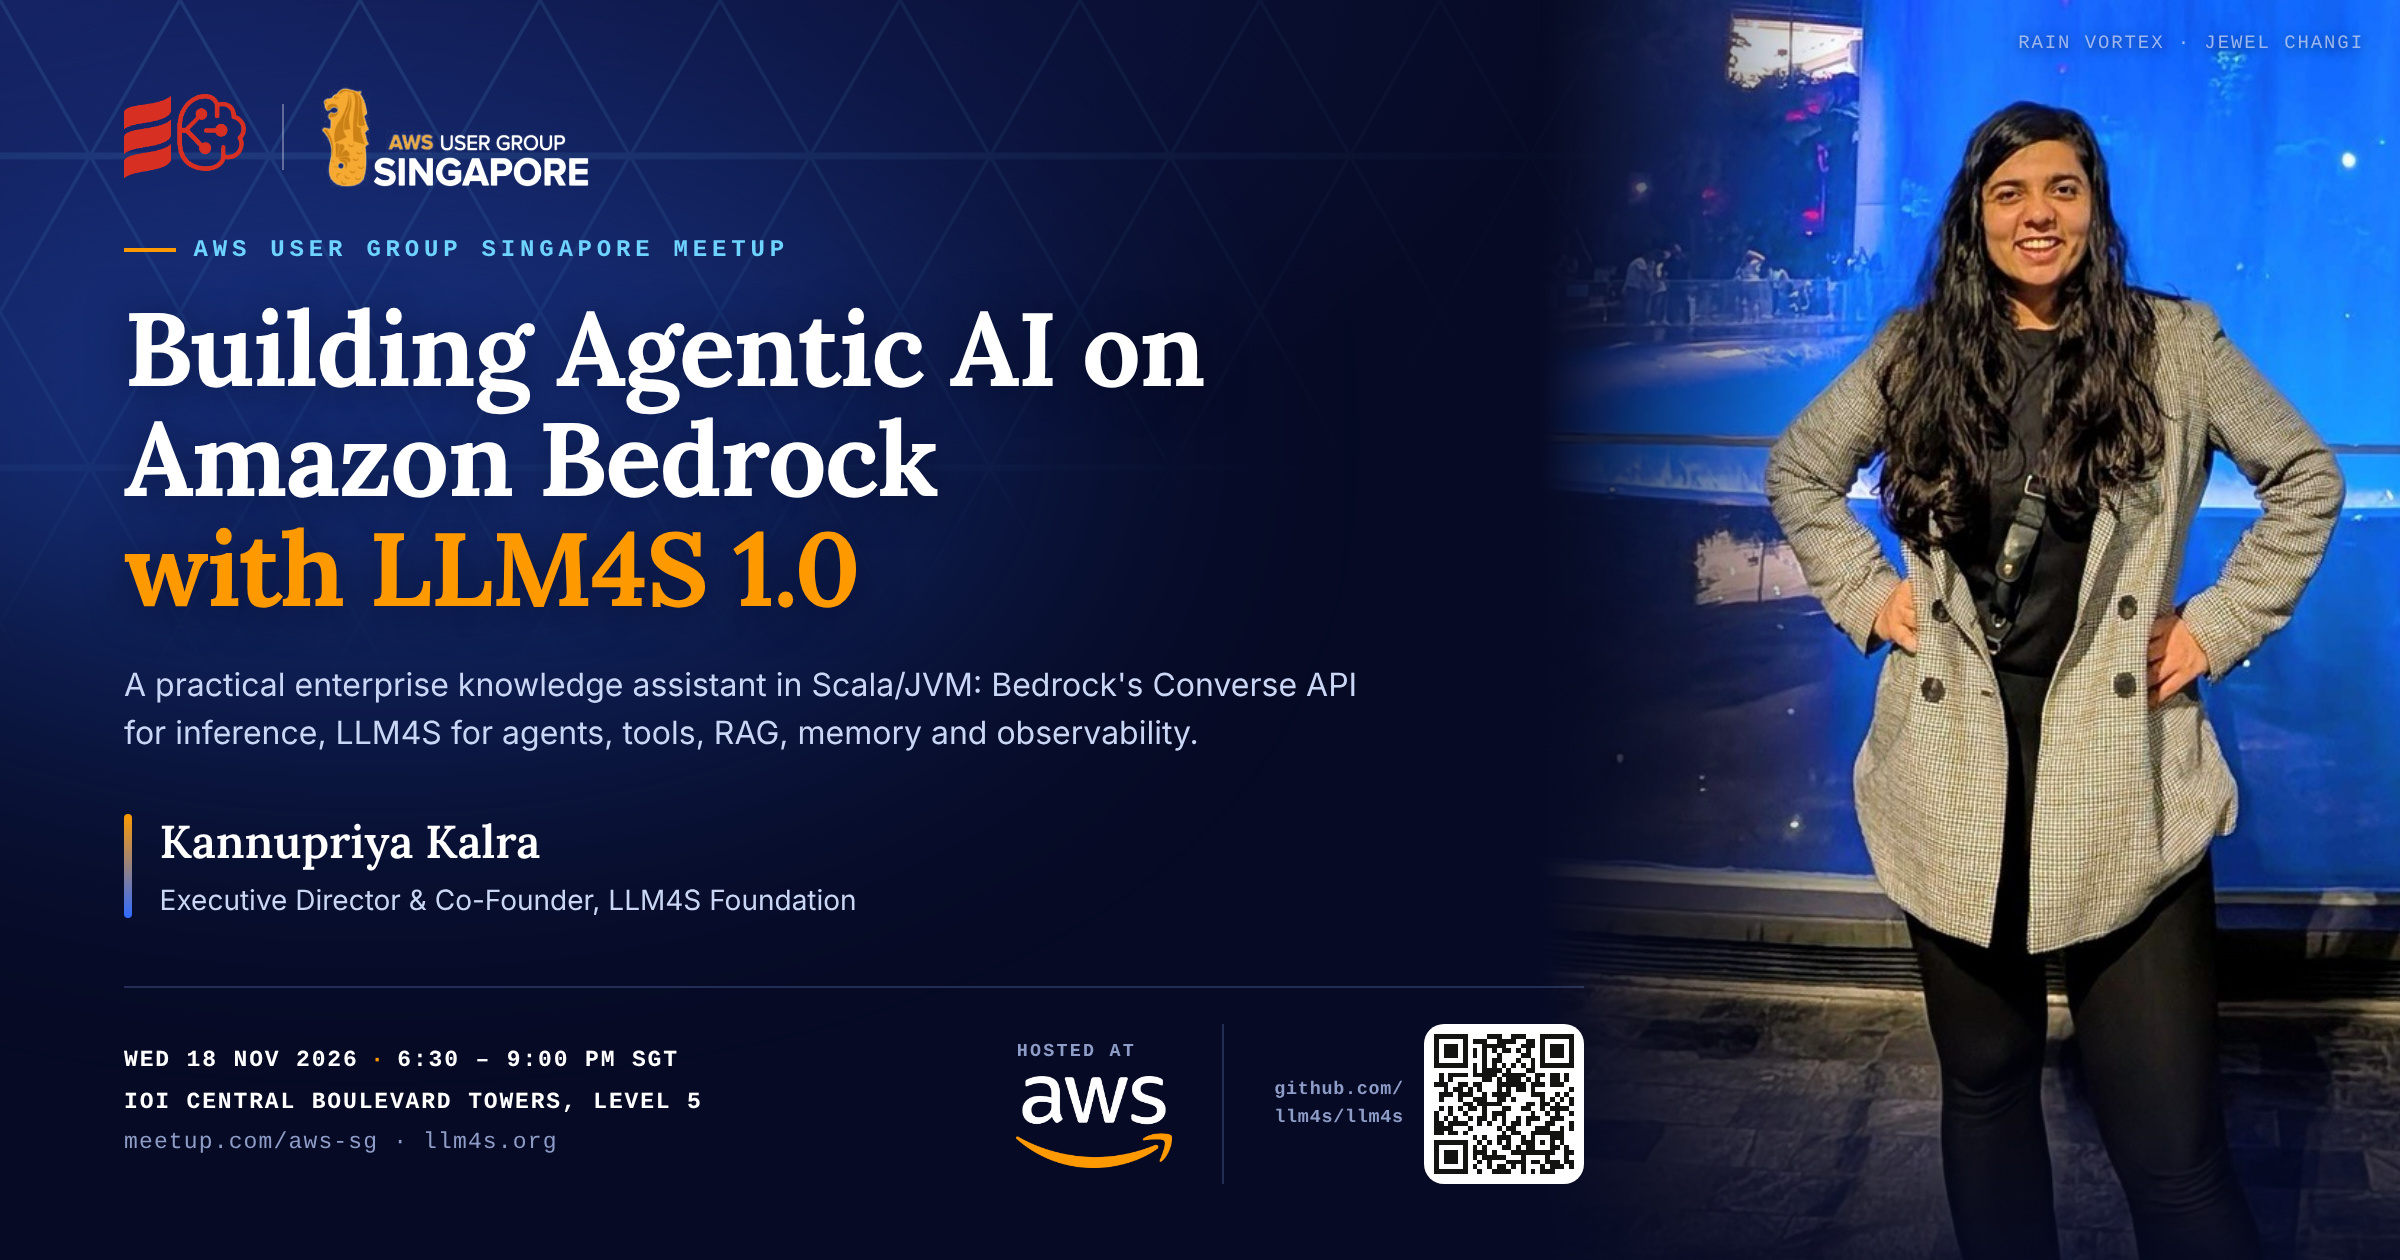 RAIN VORTEX · JEWEL CHANGI
AWS USER GROUP
SINGAPORE
AWS USER GROUP SINGAPORE MEETUP
Building Agentic AI on
Amazon Bedrock
with LLM4S 1.0
A practical enterprise knowledge assistant in Scala/JVM: Bedrock's Converse API
for inference, LLM4S for agents, tools, RAG, memory and observability.
Kannupriya Kalra
Executive Director & Co-Founder, LLM4S Foundation
WED 18 NOV 2026 · 6:30 – 9:00 PM SGT
IOI CENTRAL BOULEVARD TOWERS, LEVEL 5
meetup.com/aws-sg · llm4s.org
HOSTED AT
aws
github.com/
llm4s/llm4s